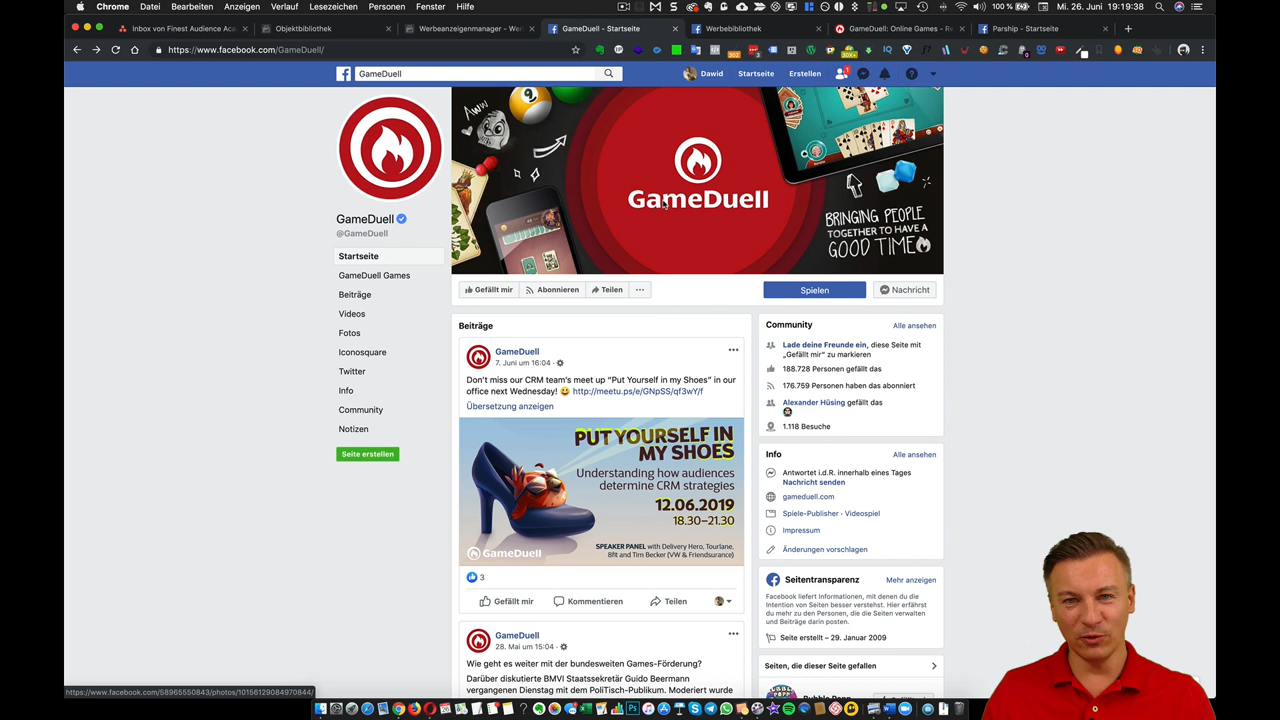 Chrome Datei Bearbeiten Anzeigen Verlauf Lesezeichen Personen Fenster Hilfe 100 % Mi. 26. Juni 19:19:38
Inbox von Finest Audience Aca
Objektbibliothek
Werbeanzeigenmanager - We
GameDuell - Startseite
Werbebibliothek
GameDuell: Online Games - R
Parship - Startseite
https://www.facebook.com/GameDuell/
GameDuell
Dawid Startseite Erstellen
GameDuell
@GameDuell
Startseite
GameDuell Games
Beiträge
Videos
Fotos
Iconosquare
Twitter
Info
Community
Notizen
Seite erstellen
Aww
GameDuell
BRINGING PEOPLE
TOGETHER TO HAVE A
GOOD TIME
Gefällt mir Abonnieren Teilen ... Spielen Nachricht
Beiträge
GameDuell
7. Juni um 16:04
Don't miss our CRM team's meet up "Put Yourself in my Shoes" in our
office next Wednesday! 😃 http://meetu.ps/e/GNpSS/qf3wY/f
Übersetzung anzeigen
PUT YOURSELF IN
MY SHOES
Understanding how audiences
determine CRM strategies
12.06.2019
18.30–21.30
SPEAKER PANEL with Delivery Hero, Tourlane,
8fit and Tim Becker (VW & Friendsurance)
GameDuell
3
Gefällt mir Kommentieren Teilen
GameDuell
28. Mai um 15:04
Wie geht es weiter mit der bundesweiten Games-Förderung?
Darüber diskutierte BMVI Staatssekretär Guido Beermann
vergangenen Dienstag mit dem PoliTisch-Publikum. Moderiert wurde
Community Alle ansehen
Lade deine Freunde ein, diese Seite mit
„Gefällt mir“ zu markieren
188.728 Personen gefällt das
176.759 Personen haben das abonniert
Alexander Hüsing gefällt das
1.118 Besuche
Info Alle ansehen
Antwortet i.d.R. innerhalb eines Tages
Nachricht senden
gameduell.com
Spiele-Publisher · Videospiel
Impressum
Änderungen vorschlagen
Seitentransparenz Mehr anzeigen
Facebook liefert Informationen, mit denen du die
Intention von Seiten besser verstehst. Hier erfährst
du mehr zu den Personen, die die Seiten verwalten
und Beiträge darin posten.
Seite erstellt – 29. Januar 2009
Seiten, die dieser Seite gefallen
https://www.facebook.com/58965550843/photos/10156129084970844/